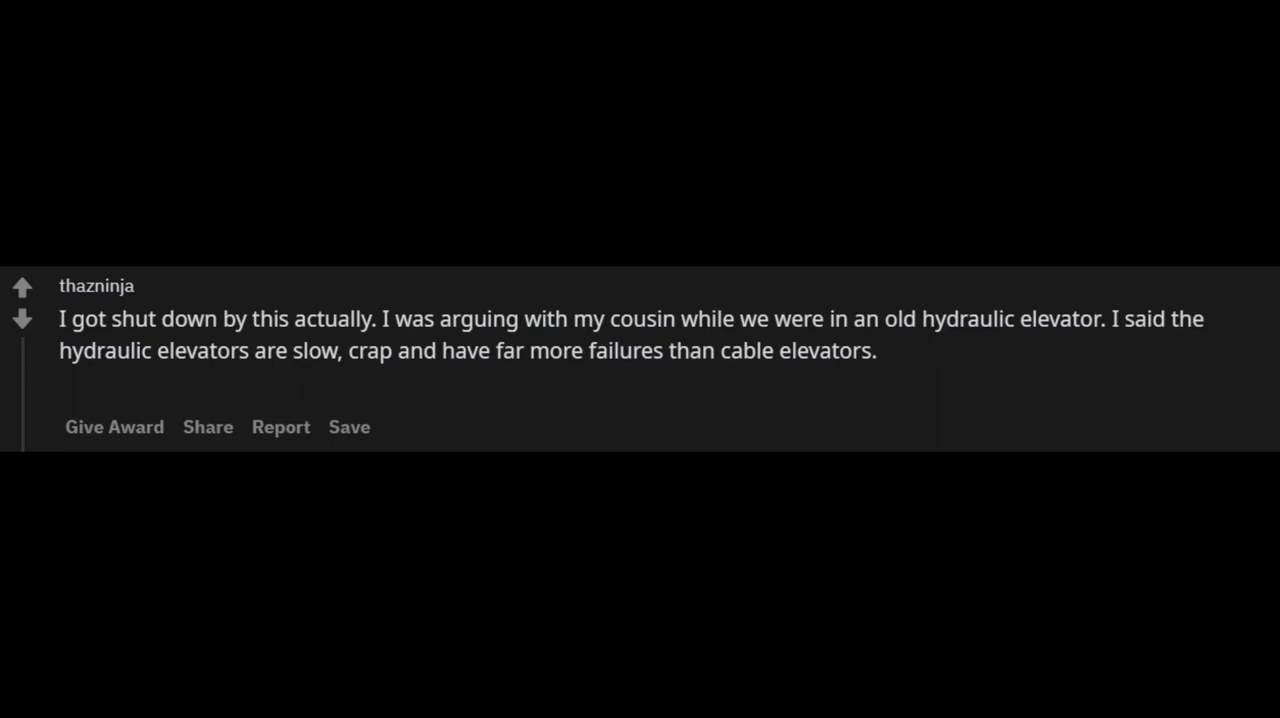 thazninja
I got shut down by this actually. I was arguing with my cousin while we were in an old hydraulic elevator. I said the
hydraulic elevators are slow, crap and have far more failures than cable elevators.
Give Award Share Report Save